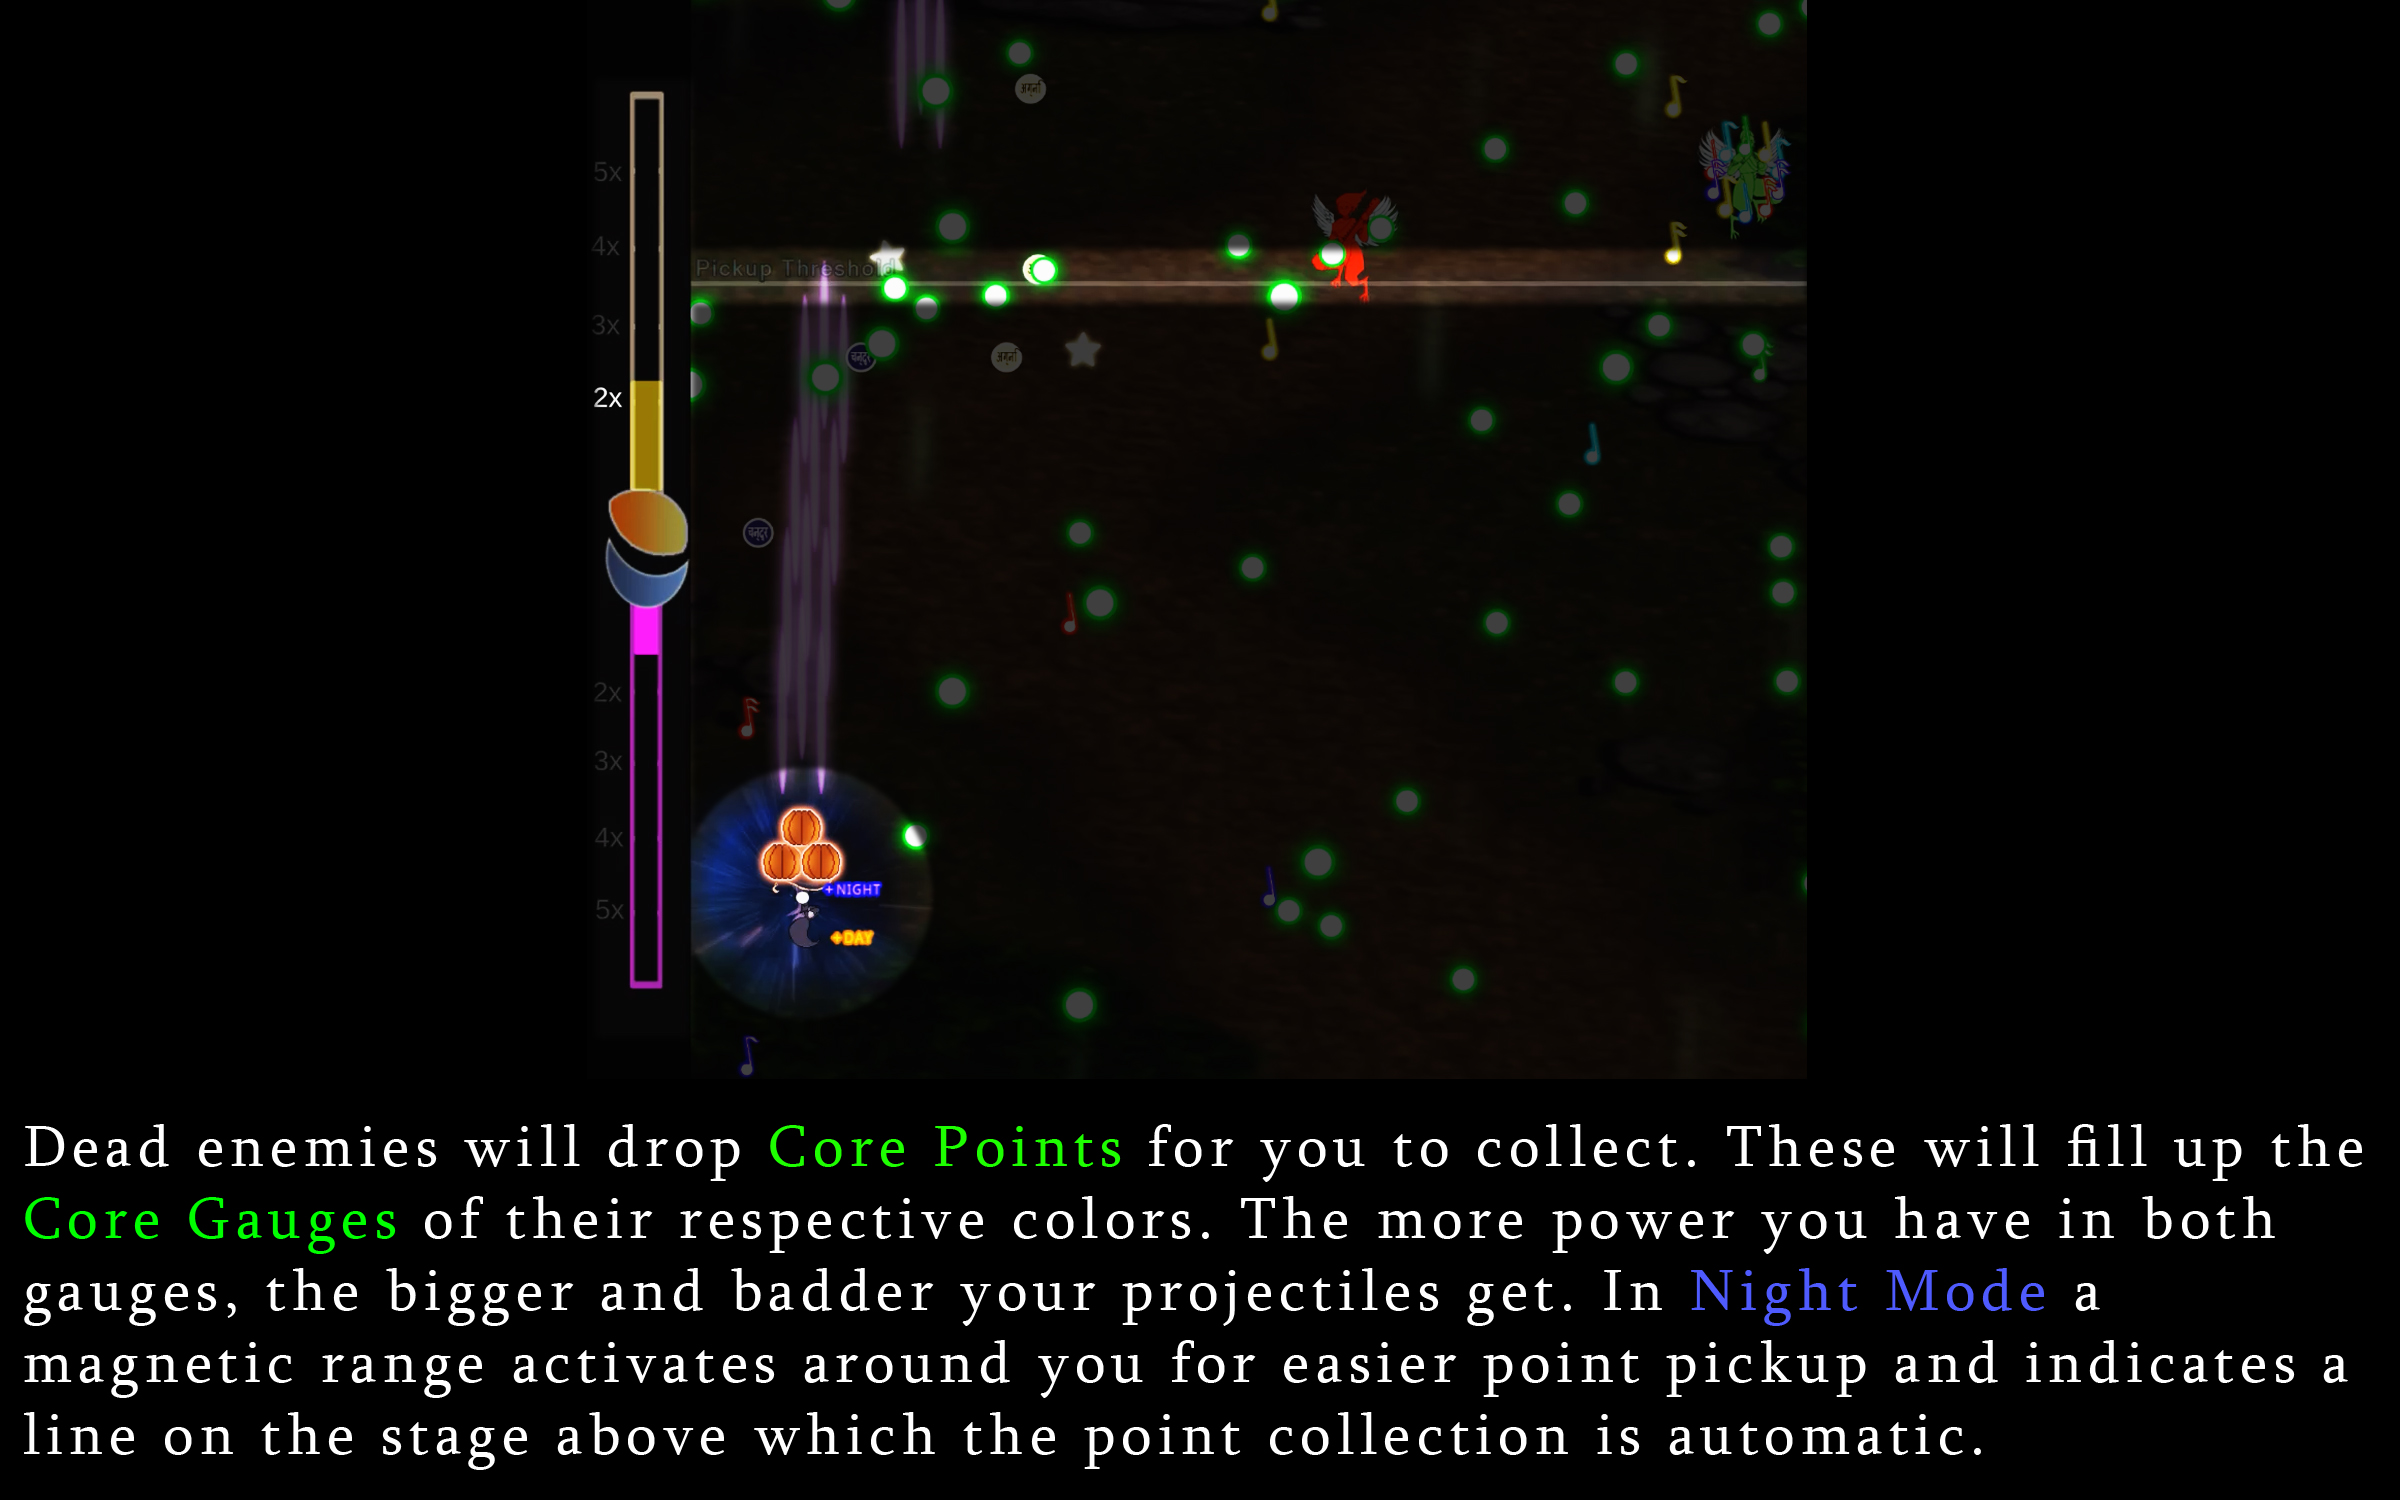 5x
4x
Pickup Threshold
3x
2x
2x
3x
4x
+NIGHT
5x
+DAY
Dead enemies will drop Core Points for you to collect. These will fill up the
Core Gauges of their respective colors. The more power you have in both
gauges, the bigger and badder your projectiles get. In Night Mode a
magnetic range activates around you for easier point pickup and indicates a
line on the stage above which the point collection is automatic.